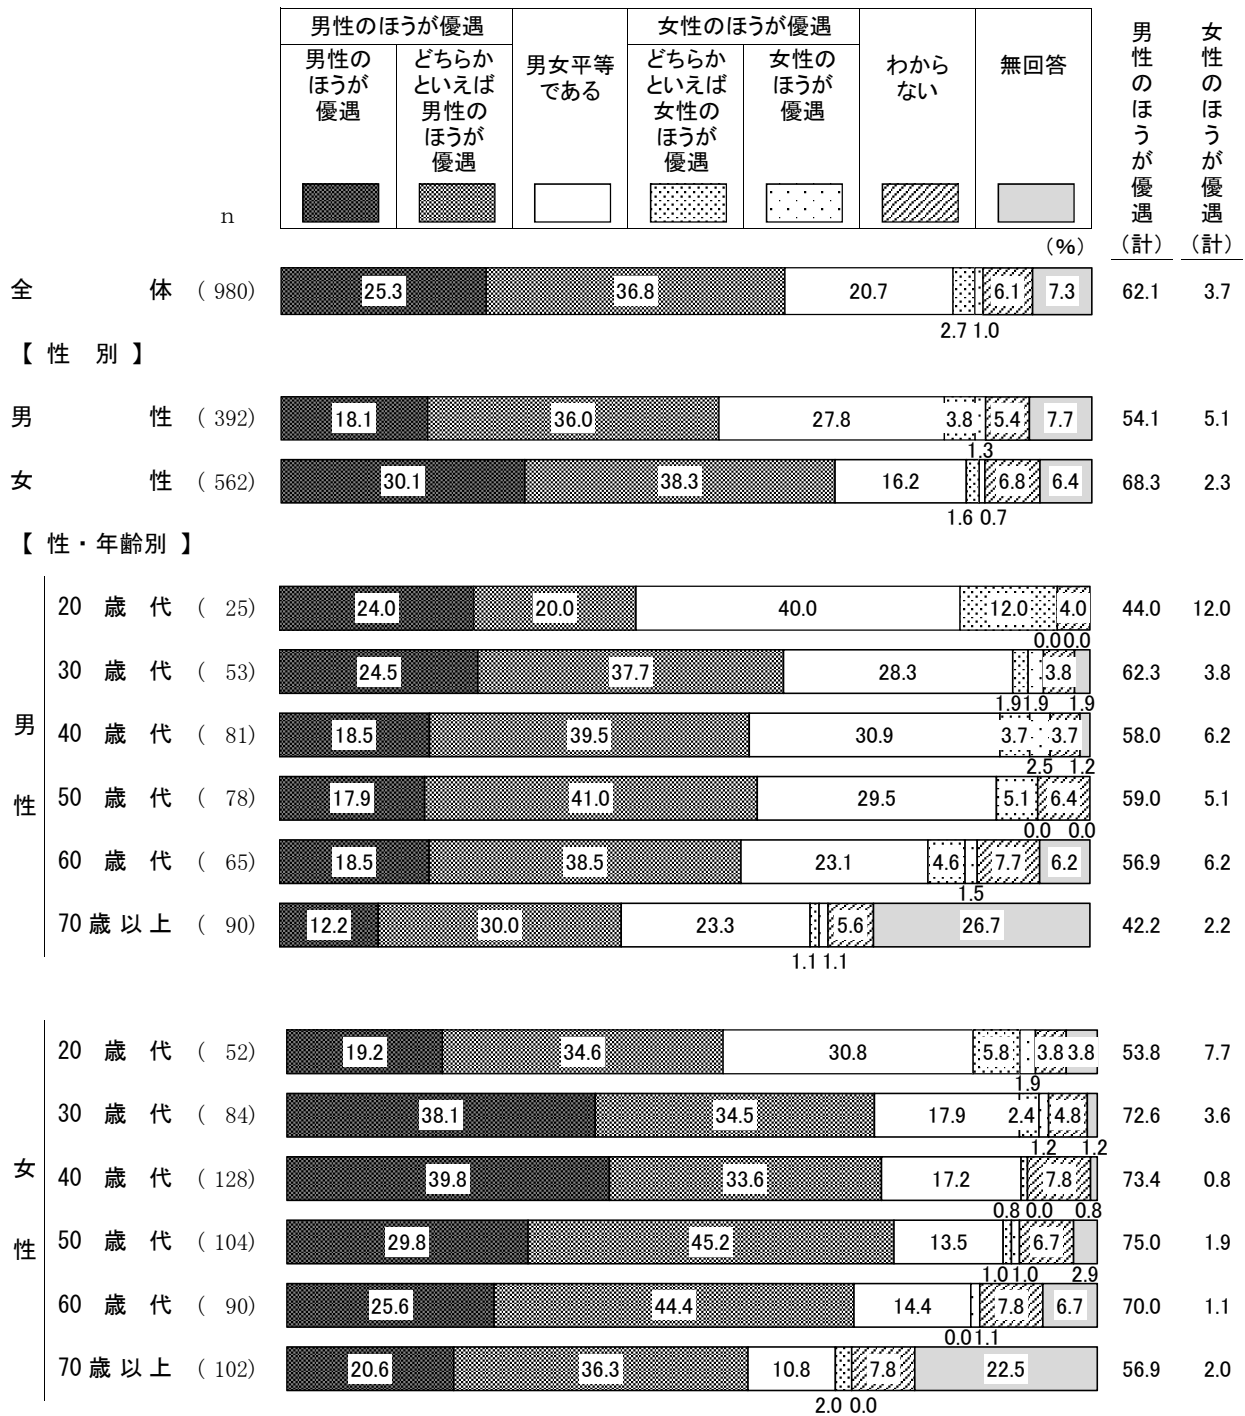 男性のほうが優遇 女性のほうが優遇
男性の
ほうが
優遇
どちらか
といえば
男性の
ほうが
優遇
男女平等
である
どちらか
といえば
女性の
ほうが
優遇
女性の
ほうが
優遇
わから
ない
無回答
男性のほうが優遇(計)
女性のほうが優遇(計)
n
(%)
全体 ( 980) 25.3 36.8 20.7 6.1 7.3 62.1 3.7
2.7 1.0
【 性 別 】
男性 ( 392) 18.1 36.0 27.8 3.8 5.4 7.7 54.1 5.1
1.3
女性 ( 562) 30.1 38.3 16.2 6.8 6.4 68.3 2.3
1.6 0.7
【 性・年齢別 】
男性
20 歳 代 ( 25) 24.0 20.0 40.0 12.0 4.0 44.0 12.0
0.0 0.0
30 歳 代 ( 53) 24.5 37.7 28.3 3.8 62.3 3.8
1.9 1.9 1.9
40 歳 代 ( 81) 18.5 39.5 30.9 3.7 3.7 58.0 6.2
2.5 1.2
50 歳 代 ( 78) 17.9 41.0 29.5 5.1 6.4 59.0 5.1
0.0 0.0
60 歳 代 ( 65) 18.5 38.5 23.1 4.6 7.7 6.2 56.9 6.2
1.5
70 歳 以 上 ( 90) 12.2 30.0 23.3 5.6 26.7 42.2 2.2
1.1 1.1
女性
20 歳 代 ( 52) 19.2 34.6 30.8 5.8 3.8 3.8 53.8 7.7
1.9
30 歳 代 ( 84) 38.1 34.5 17.9 2.4 4.8 72.6 3.6
1.2 1.2
40 歳 代 ( 128) 39.8 33.6 17.2 7.8 73.4 0.8
0.8 0.0 0.8
50 歳 代 ( 104) 29.8 45.2 13.5 6.7 75.0 1.9
1.0 1.0 2.9
60 歳 代 ( 90) 25.6 44.4 14.4 7.8 6.7 70.0 1.1
0.0 1.1
70 歳 以 上 ( 102) 20.6 36.3 10.8 7.8 22.5 56.9 2.0
2.0 0.0